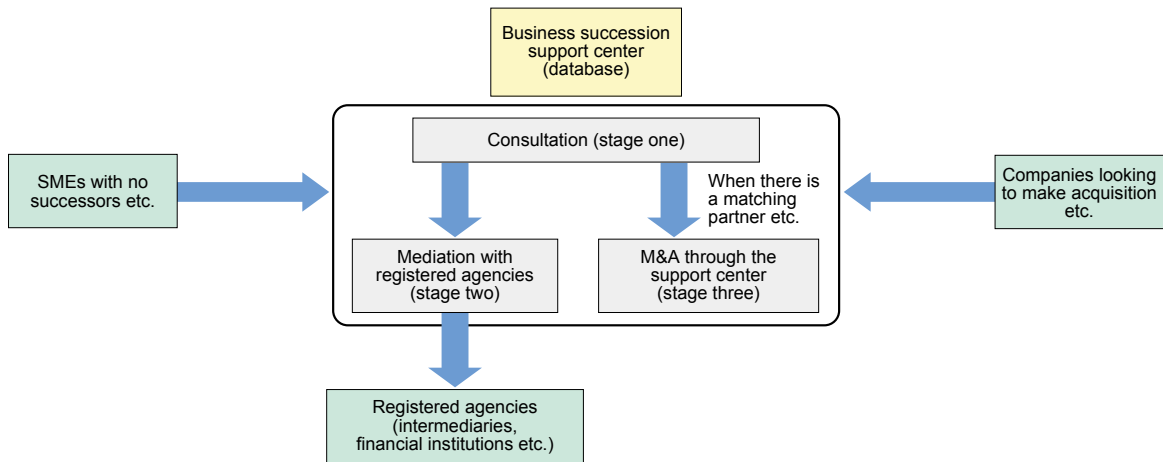 Business succession
support center
(database)
Consultation (stage one)
SMEs with no
successors etc.
When there is
a matching
partner etc.
Companies looking
to make acquisition
etc.
Mediation with
registered agencies
(stage two)
M&A through the
support center
(stage three)
Registered agencies
(intermediaries,
financial institutions etc.)